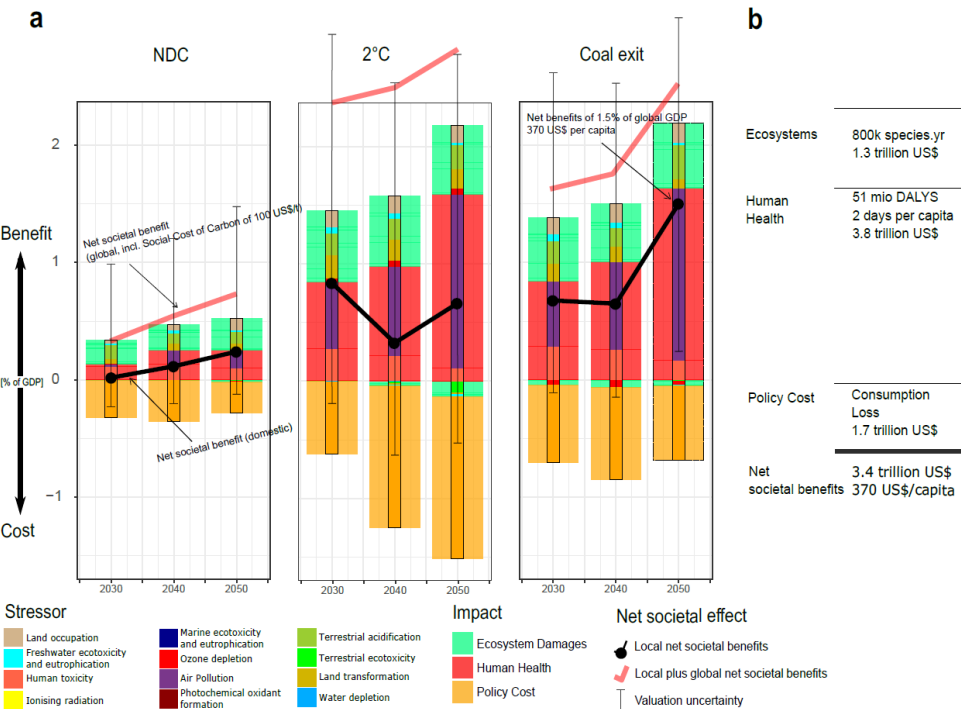 a
b
NDC
2°C
Coal exit
2
1
0
−1
Benefit
[% of GDP]
Cost
Net societal benefit
(global, incl. Social Cost of Carbon of 100 US$/t)
Net societal benefit (domestic)
Net benefits of 1.5% of global GDP
370 US$ per capita
2030 2040 2050
2030 2040 2050
2030 2040 2050
Ecosystems
800k species.yr
1.3 trillion US$
Human
Health
51 mio DALYS
2 days per capita
3.8 trillion US$
Policy Cost
Consumption
Loss
1.7 trillion US$
Net
societal benefits
3.4 trillion US$
370 US$/capita
Stressor
Land occupation
Freshwater ecotoxicity
and eutrophication
Human toxicity
Ionising radiation
Marine ecotoxicity
and eutrophication
Ozone depletion
Air Pollution
Photochemical oxidant
formation
Terrestrial acidification
Terrestrial ecotoxicity
Land transformation
Water depletion
Impact
Ecosystem Damages
Human Health
Policy Cost
Net societal effect
Local net societal benefits
Local plus global net societal benefits
Valuation uncertainty